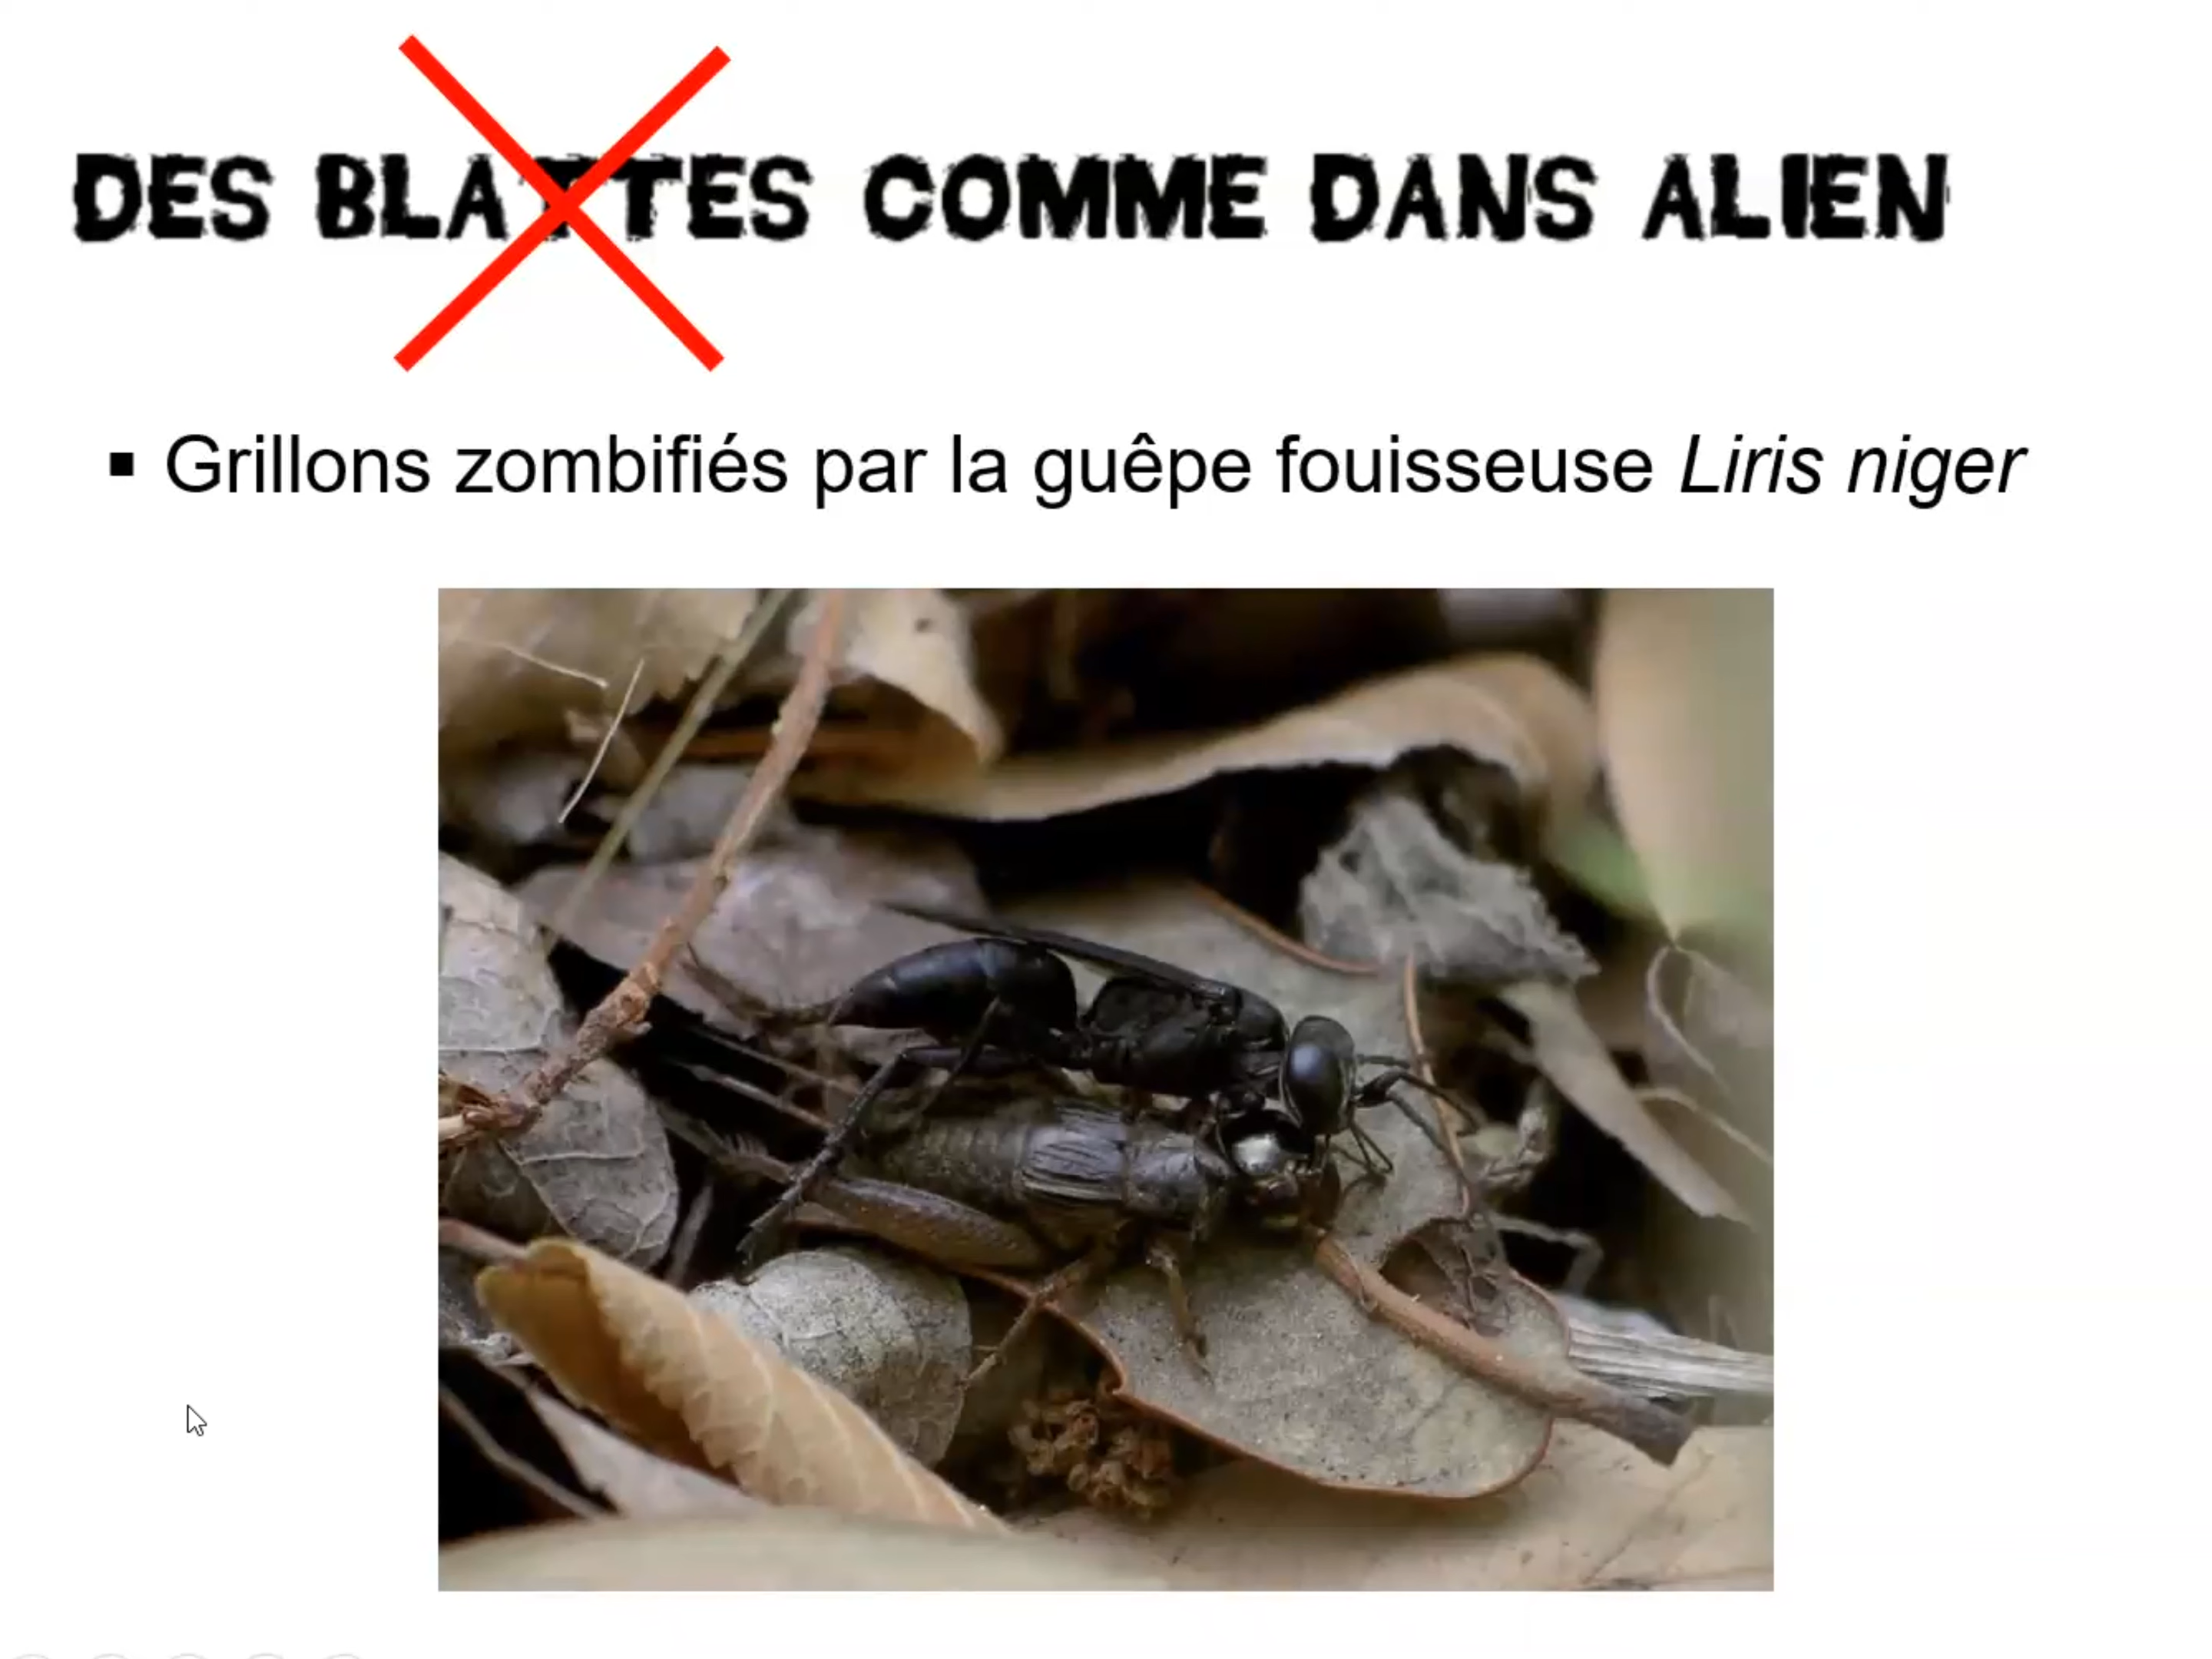 DES BLATTES COMME DANS ALIEN
▪ Grillons zombifiés par la guêpe fouisseuse Liris niger